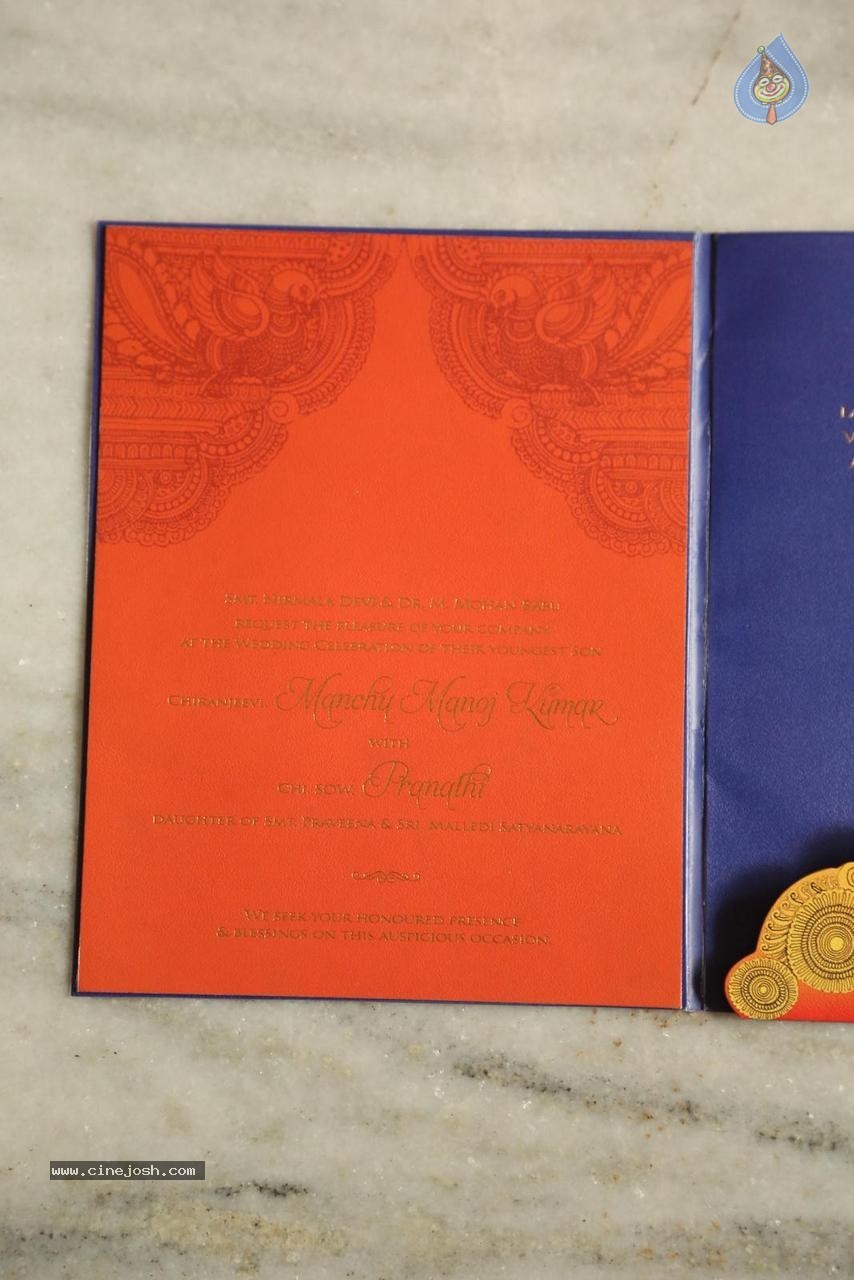 Smt. Nirmala Devi & Dr. M. Mohan Babu
request the pleasure of your company
at the Wedding Celebration of their youngest Son
Chiranjeevi. Manchu Manoj Kumar
with
Chi. Sow. Pranathi
daughter of Smt. Praveena & Sri. Malledi Satyanarayana
We seek your honoured presence
& blessings on this auspicious occasion.
www.cinejosh.com